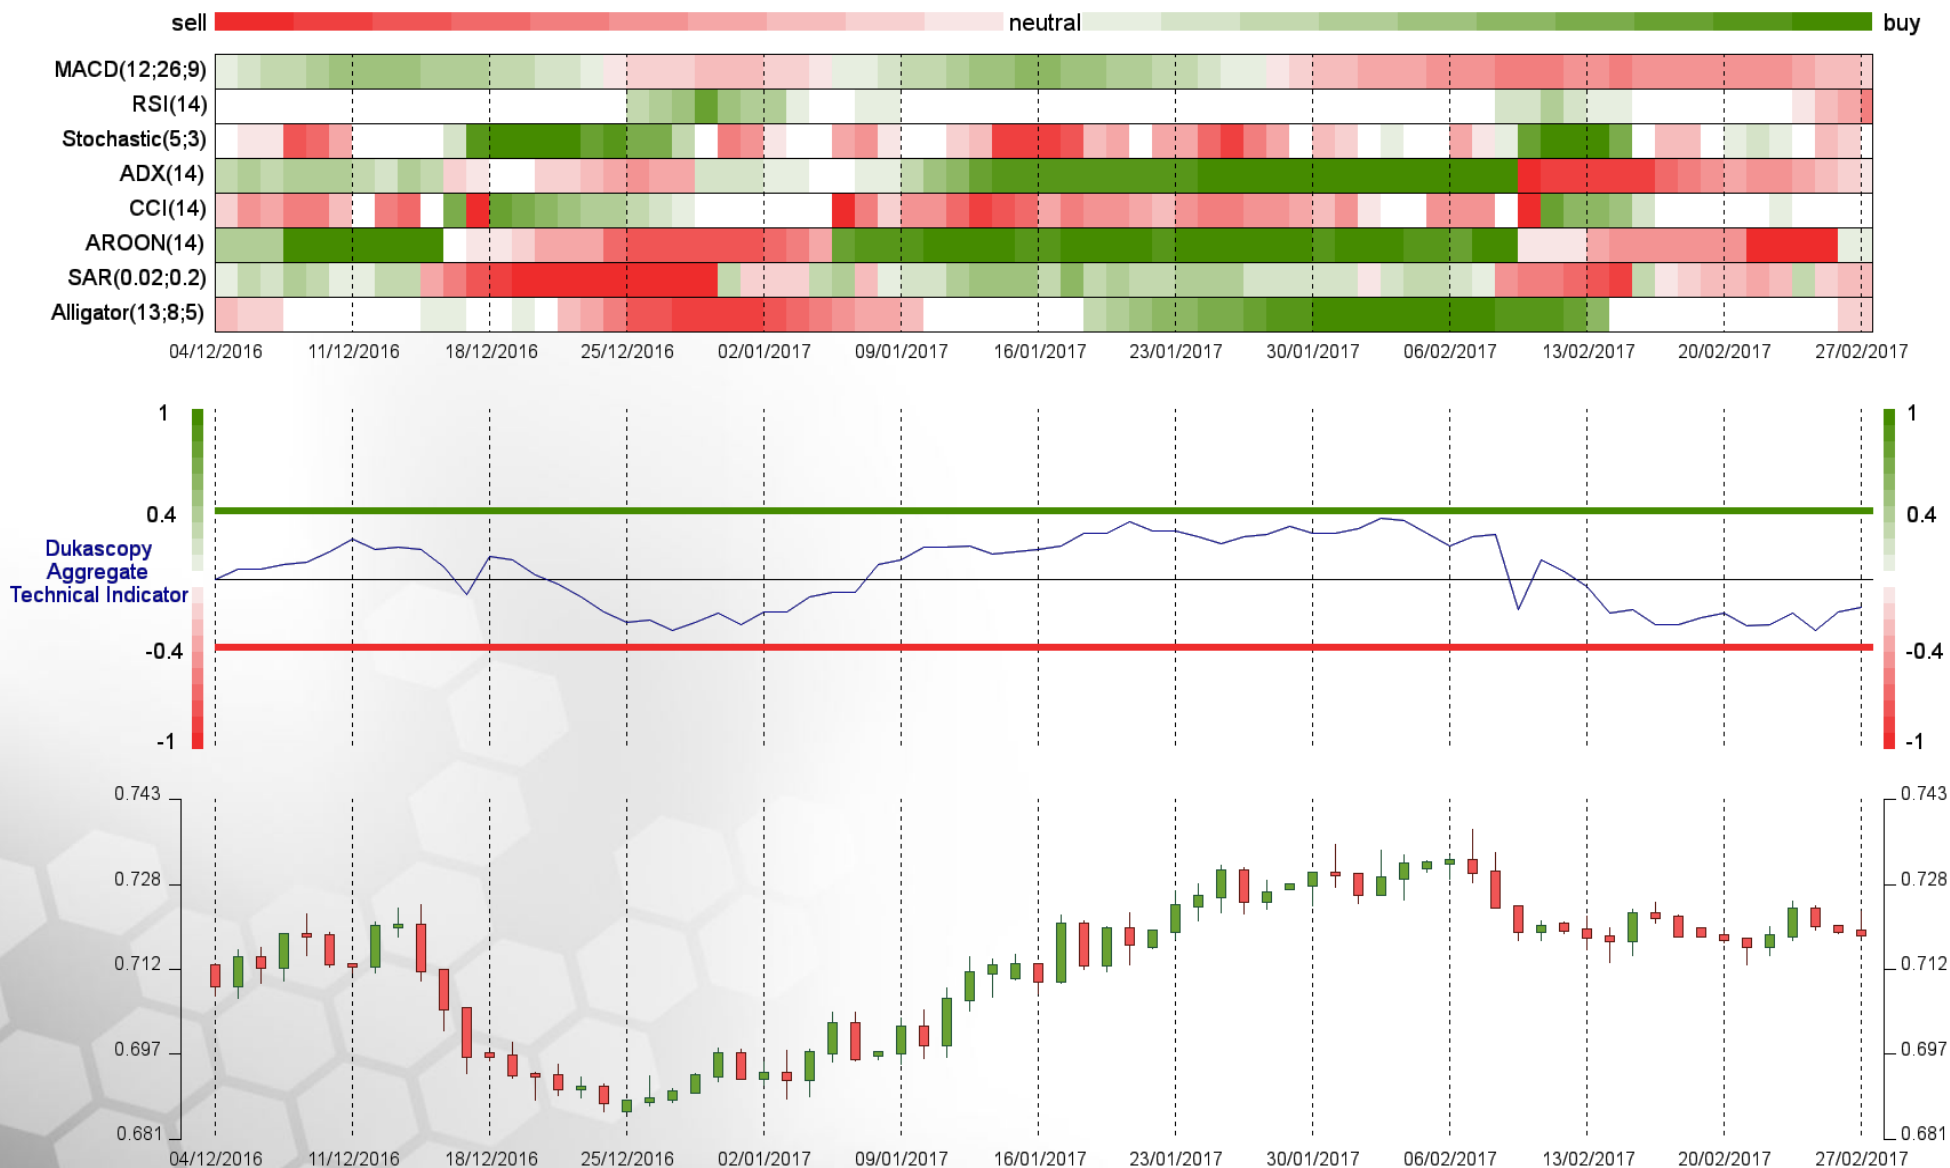 sell neutral buy
MACD(12;26;9)
RSI(14)
Stochastic(5;3)
ADX(14)
CCI(14)
AROON(14)
SAR(0.02;0.2)
Alligator(13;8;5)
04/12/2016 11/12/2016 18/12/2016 25/12/2016 02/01/2017 09/01/2017 16/01/2017 23/01/2017 30/01/2017 06/02/2017 13/02/2017 20/02/2017 27/02/2017
1 1
0.4 0.4
Dukascopy
Aggregate
Technical Indicator
-0.4 -0.4
-1 -1
0.743 0.743
0.728 0.728
0.712 0.712
0.697 0.697
0.681 0.681
04/12/2016 11/12/2016 18/12/2016 25/12/2016 02/01/2017 09/01/2017 16/01/2017 23/01/2017 30/01/2017 06/02/2017 13/02/2017 20/02/2017 27/02/2017